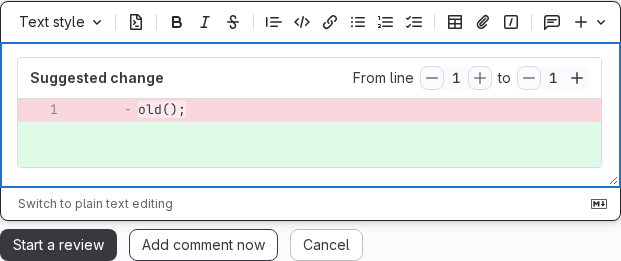 Text style B I S
Suggested change From line 1 to 1
1 - old();
Switch to plain text editing
Start a review Add comment now Cancel